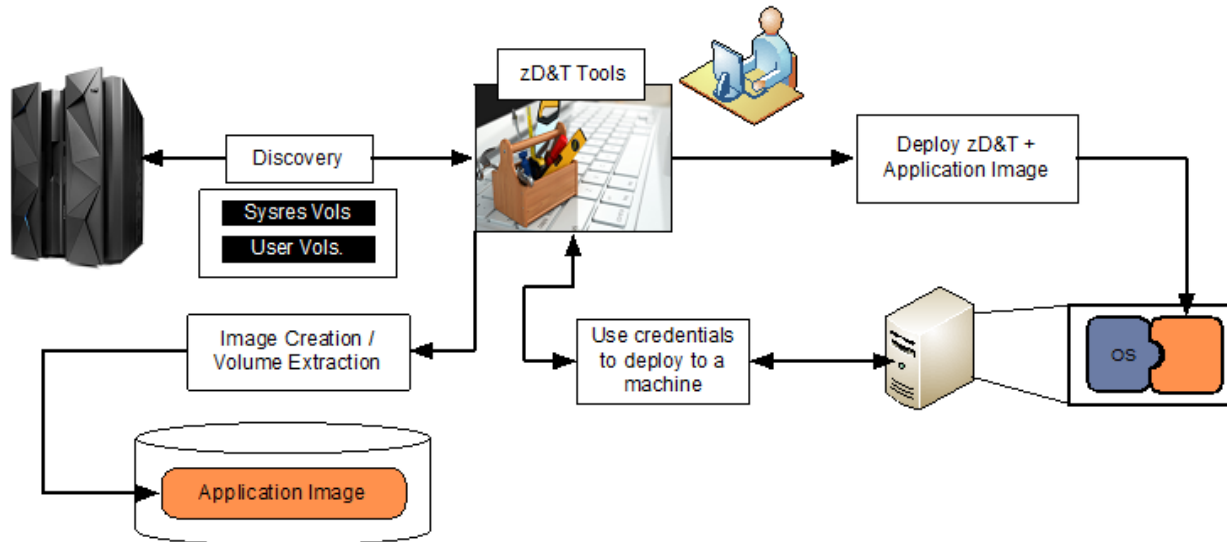 zD&T Tools
Discovery
Sysres Vols
User Vols.
Deploy zD&T +
Application Image
Image Creation /
Volume Extraction
Use credentials
to deploy to a
machine
OS
Application Image